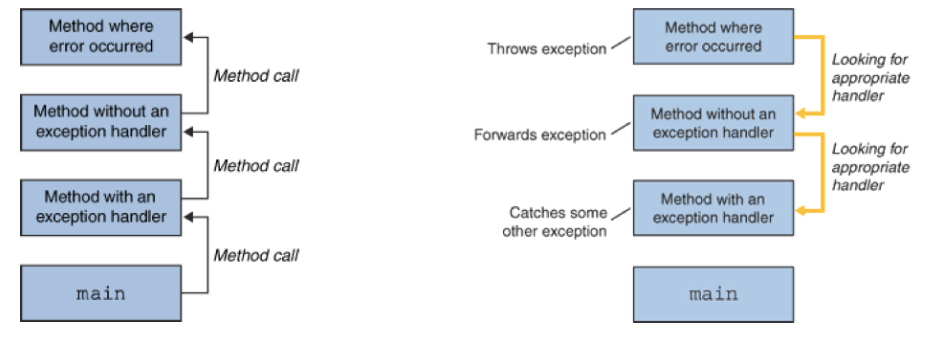 Method where
error occurred
Method call
Method without an
exception handler
Method call
Method with an
exception handler
Method call
main
Throws exception
Method where
error occurred
Looking for
appropriate
handler
Forwards exception
Method without an
exception handler
Looking for
appropriate
handler
Catches some
other exception
Method with an
exception handler
main